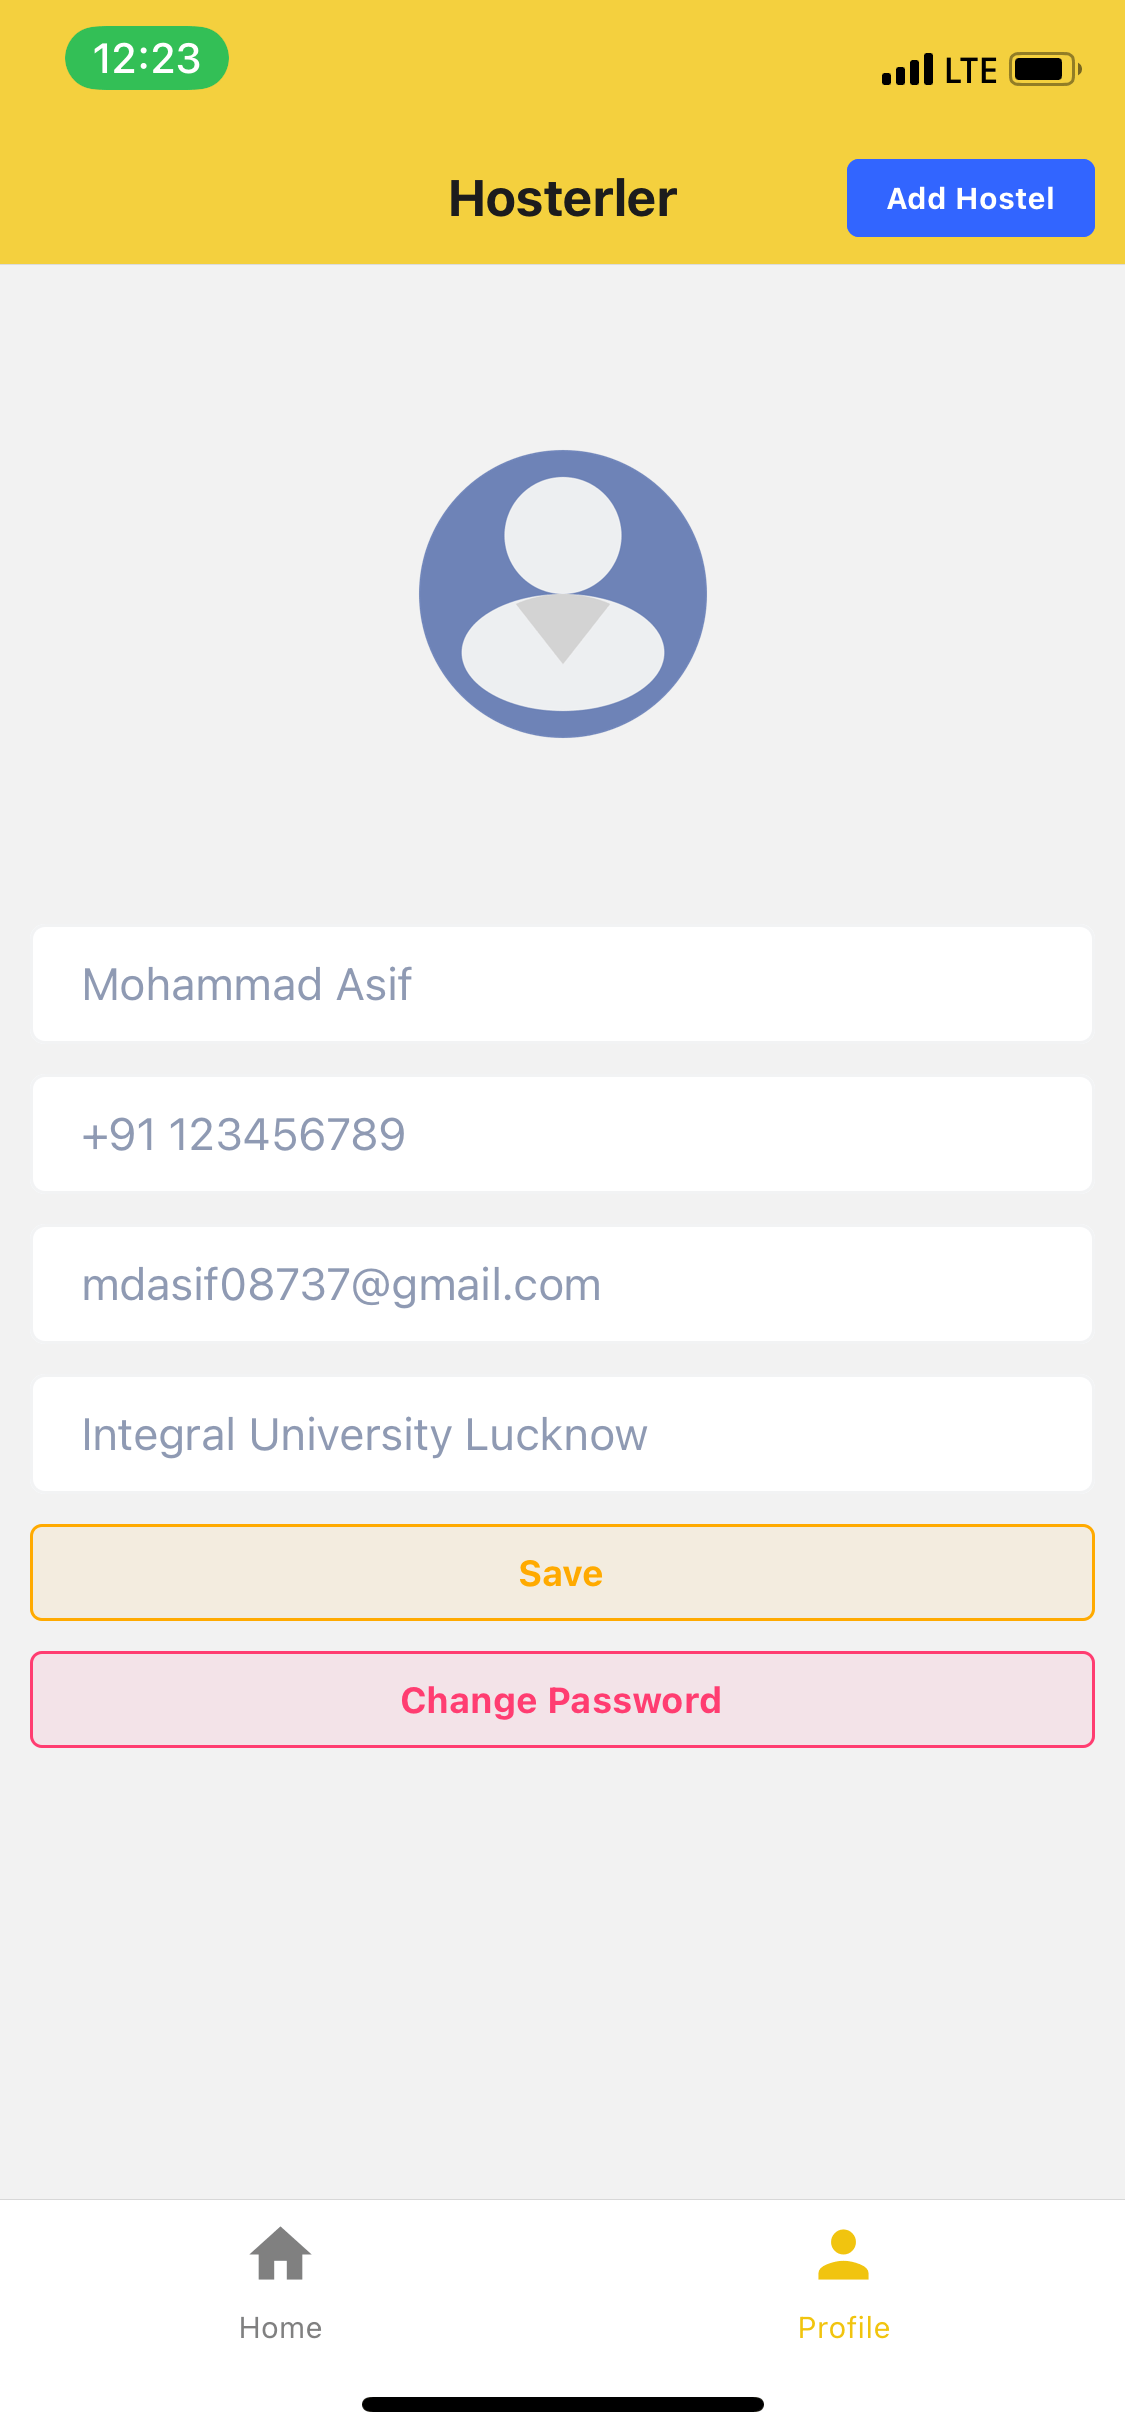 12:23
LTE
Hosterler
Add Hostel
Mohammad Asif
+91 123456789
mdasif08737@gmail.com
Integral University Lucknow
Save
Change Password
Home
Profile